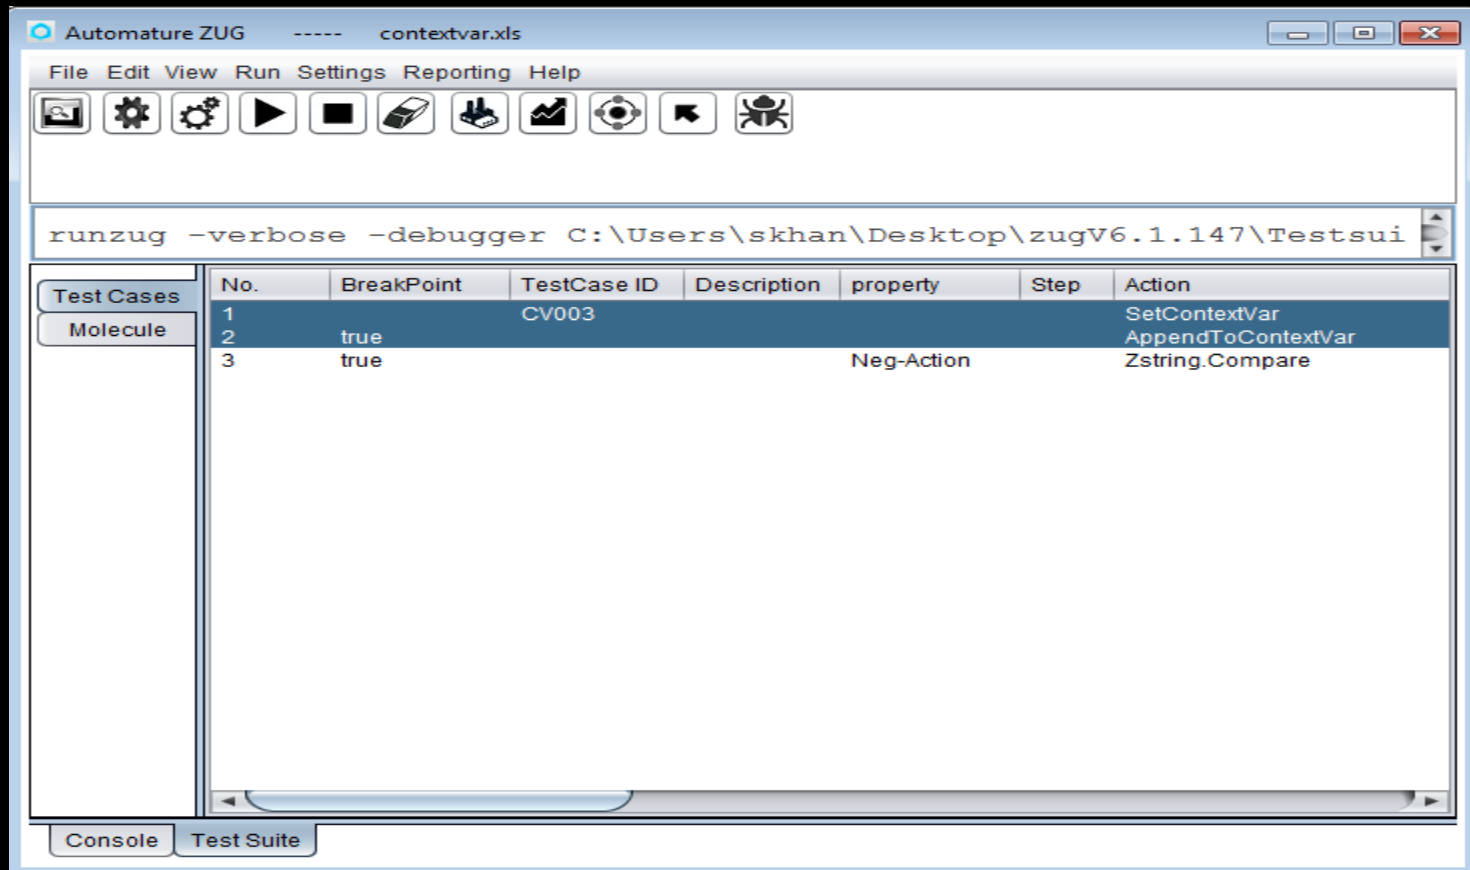 Automature ZUG ----- contextvar.xls
File Edit View Run Settings Reporting Help
runzug -verbose -debugger C:\Users\skhan\Desktop\zugV6.1.147\Testsui
Test Cases
Molecule
No. BreakPoint TestCase ID Description property Step Action
1 CV003 SetContextVar
2 true AppendToContextVar
3 true Neg-Action Zstring.Compare
Console Test Suite